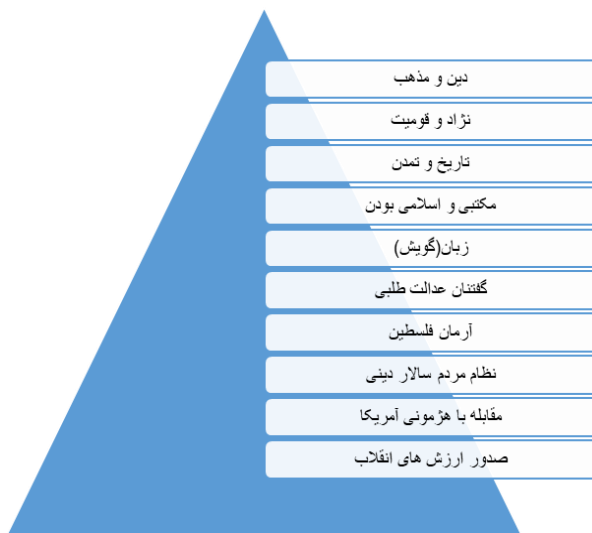 دین و مذهب
نژاد و قومیت
تاریخ و تمدن
مکتبی و اسلامی بودن
زبان(گویش)
گفتنان عدالت طلبی
آرمان فلسطین
نظام مردم سالار دینی
مقابله با هژمونی آمریکا
صدور ارزش های انقلاب